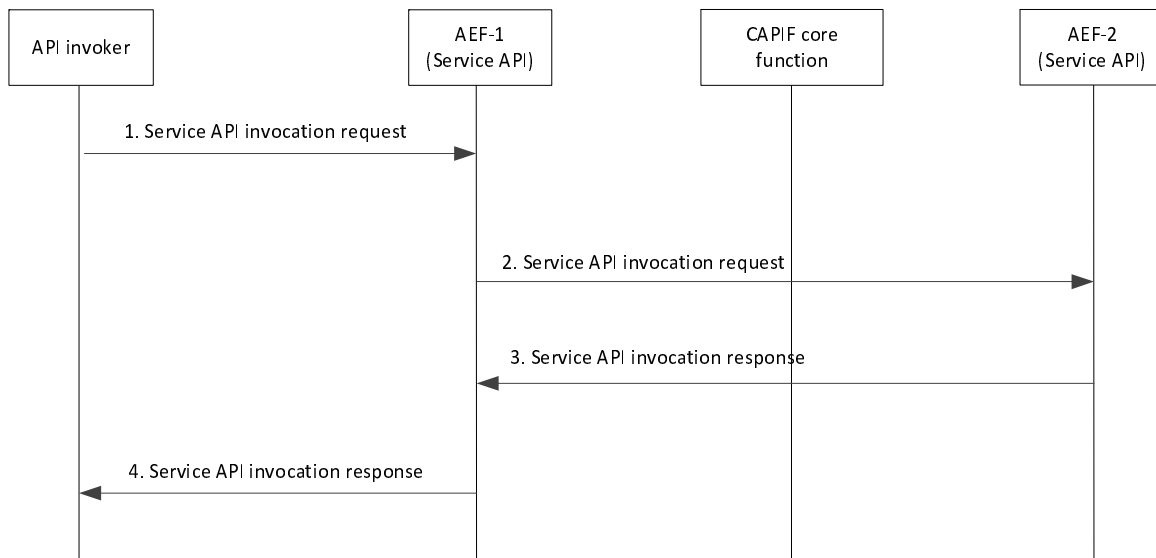 API invoker
AEF-1
(Service API)
CAPIF core
function
AEF-2
(Service API)
1. Service API invocation request
2. Service API invocation request
3. Service API invocation response
4. Service API invocation response